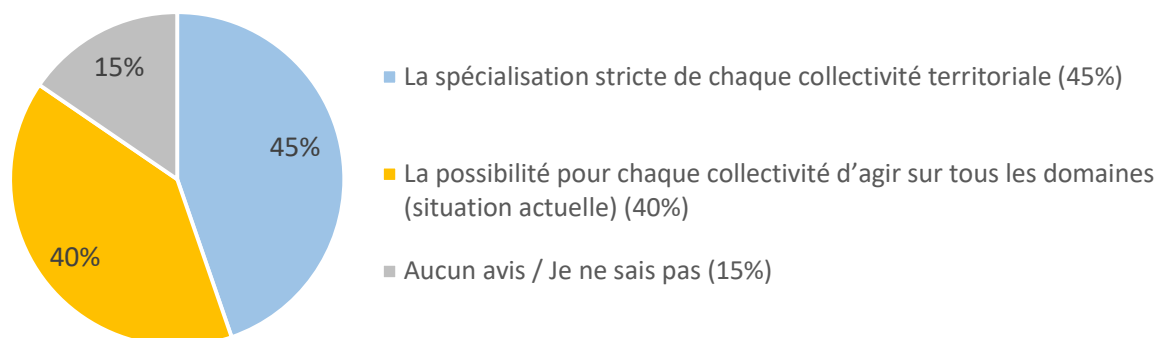 15%
45%
40%
La spécialisation stricte de chaque collectivité territoriale (45%)
La possibilité pour chaque collectivité d’agir sur tous les domaines
(situation actuelle) (40%)
Aucun avis / Je ne sais pas (15%)